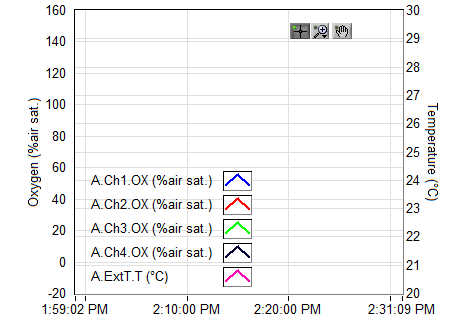 160
140
120
100
80
60
40
20
0
-20
Oxygen (%air sat.)
30
29
28
27
26
25
24
23
22
21
20
Temperature (°C)
A.Ch1.OX (%air sat.)
A.Ch2.OX (%air sat.)
A.Ch3.OX (%air sat.)
A.Ch4.OX (%air sat.)
A.ExtT.T (°C)
1:59:02 PM
2:10:00 PM
2:20:00 PM
2:31:09 PM